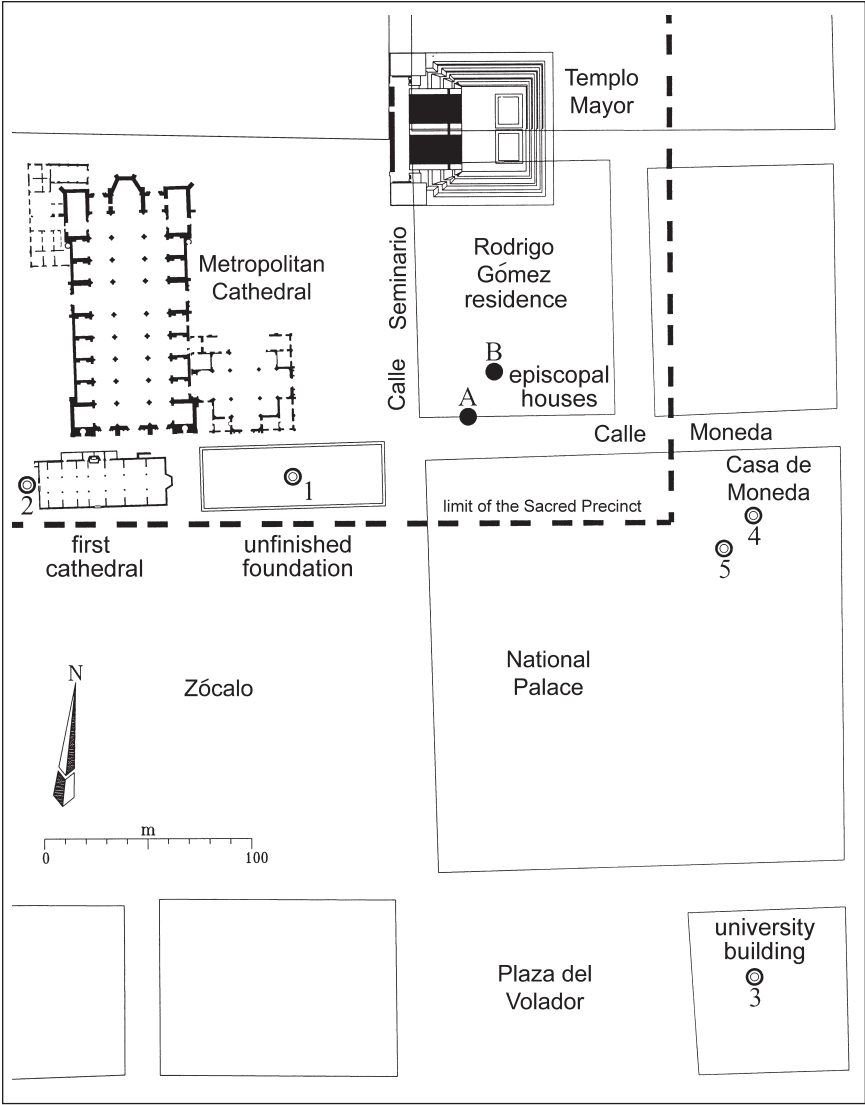 Templo
Mayor
Metropolitan
Cathedral
Calle Seminario
Rodrigo
Gómez
residence
B
episcopal
houses
A
Calle Moneda
Casa de
Moneda
2
1
limit of the Sacred Precinct
4
5
first
cathedral
unfinished
foundation
N
Zócalo
National
Palace
m
0 100
university
building
Plaza del
Volador
3